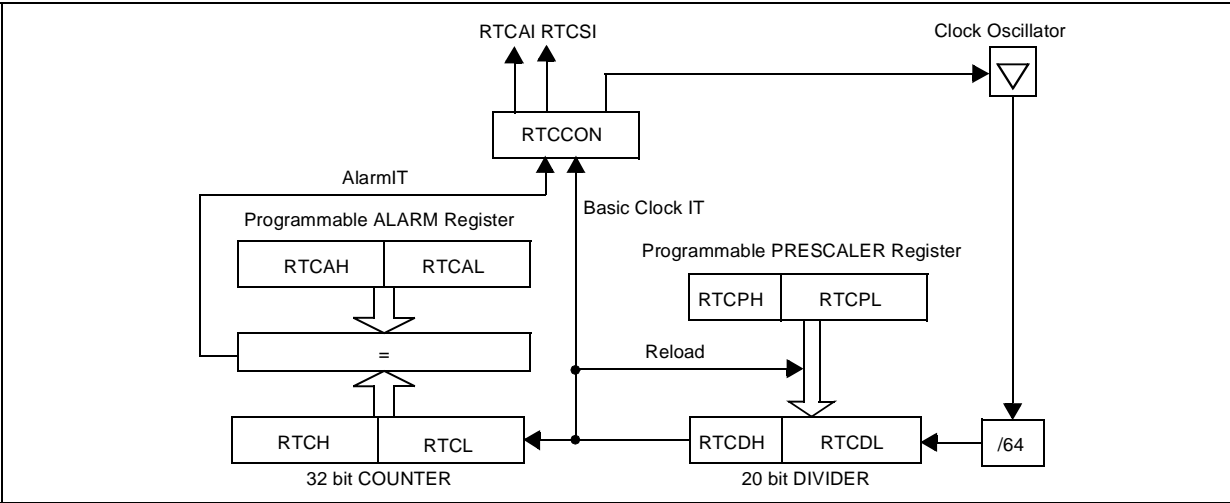 RTCAI RTCSI
Clock Oscillator
RTCCON
AlarmIT
Basic Clock IT
Programmable ALARM Register
Programmable PRESCALER Register
RTCAH
RTCAL
RTCPH
RTCPL
=
Reload
RTCH
RTCL
RTCDH
RTCDL
/64
32 bit COUNTER
20 bit DIVIDER